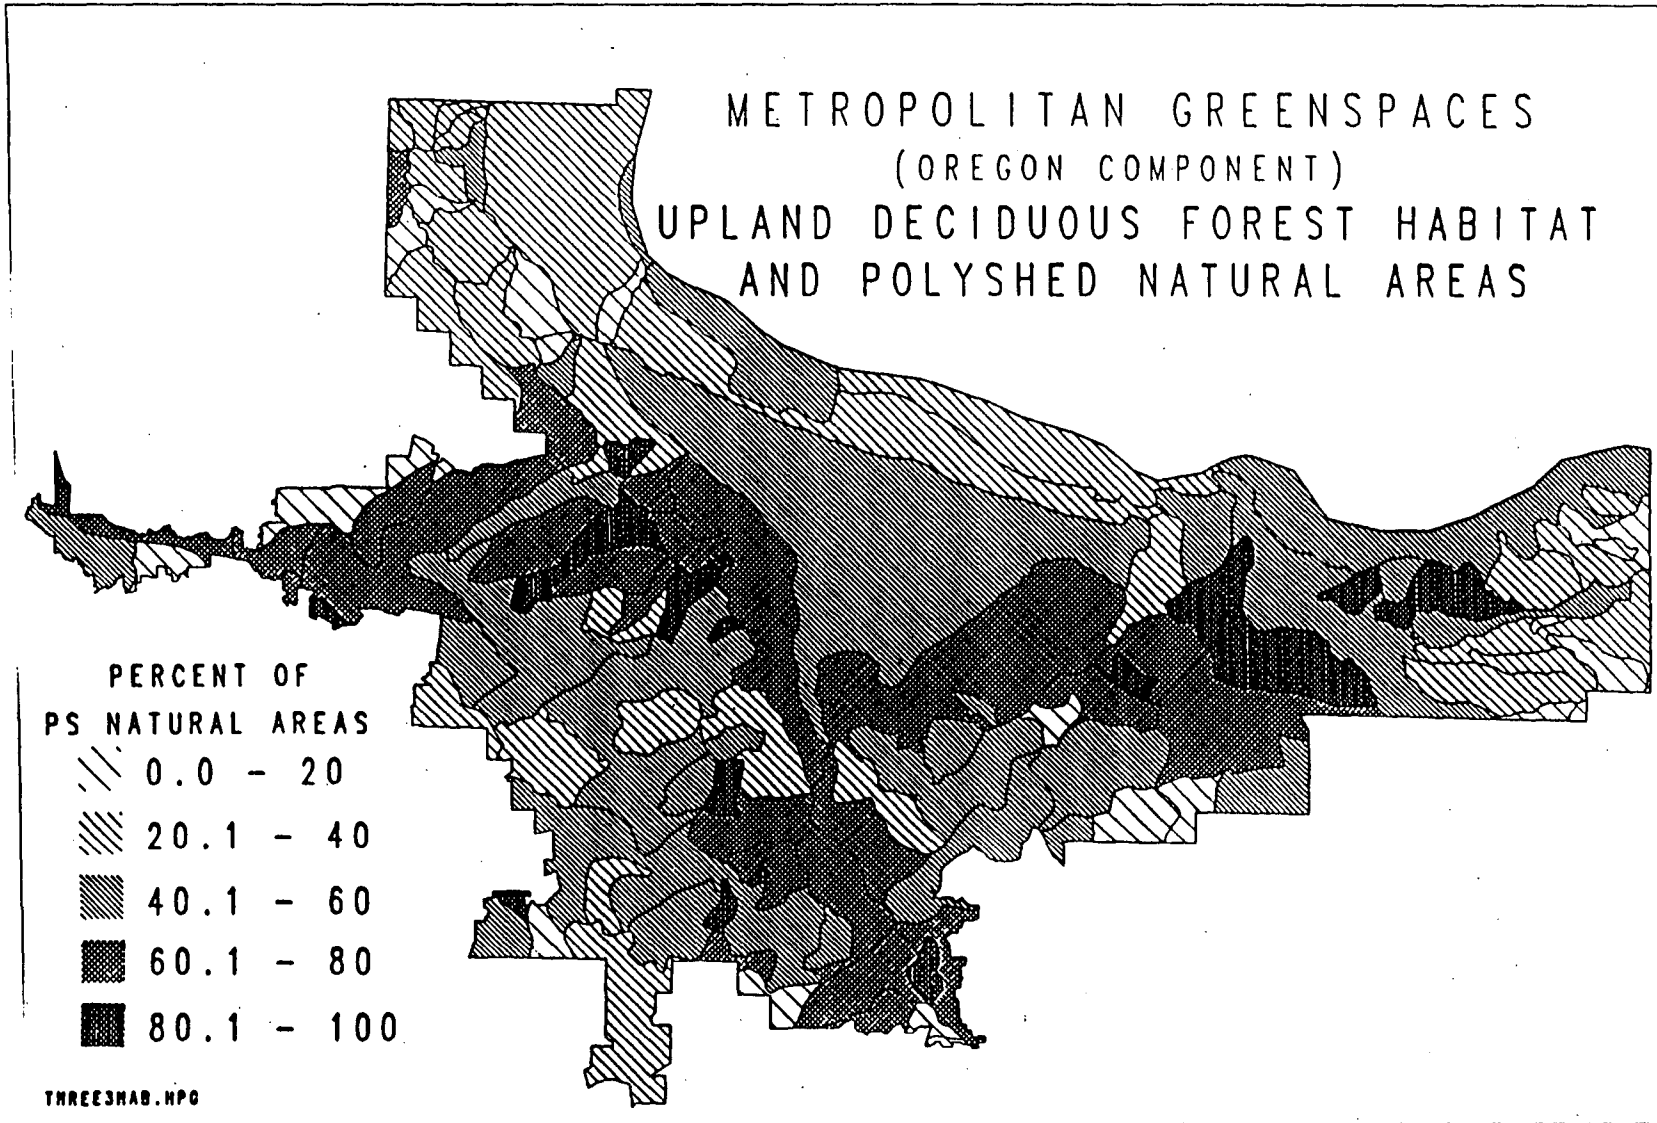 METROPOLITAN GREENSPACES
(OREGON COMPONENT)
UPLAND DECIDUOUS FOREST HABITAT
AND POLYSHED NATURAL AREAS
PERCENT OF
PS NATURAL AREAS
0.0 - 20
20.1 - 40
40.1 - 60
60.1 - 80
80.1 - 100
THREE3HAB.HPG